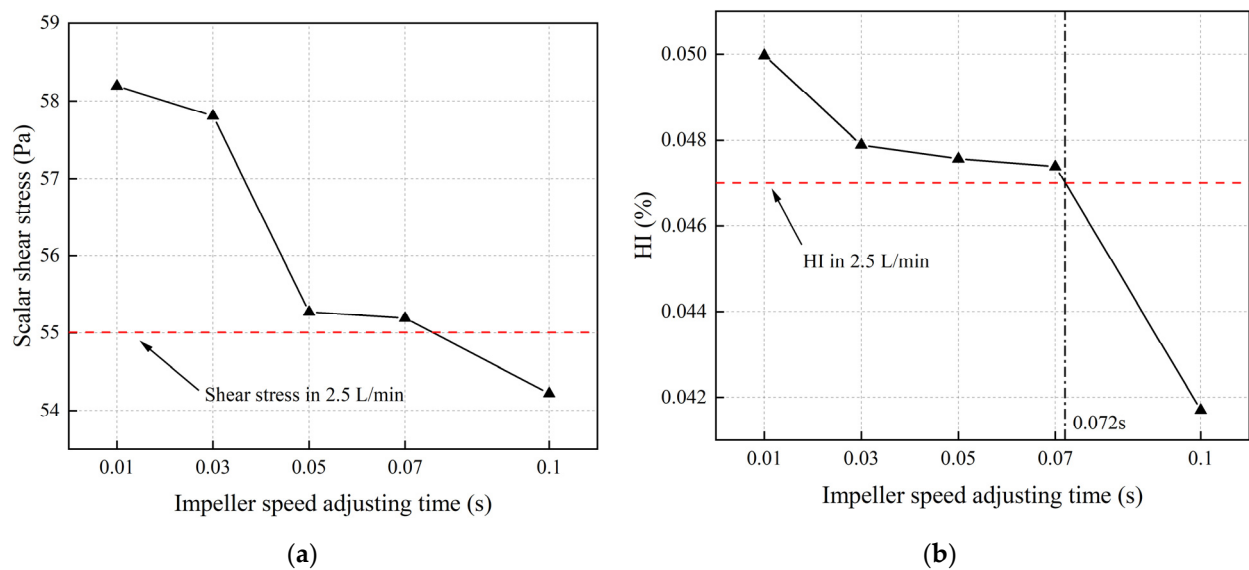 59
58
57
56
55
54
Scalar shear stress (Pa)
Shear stress in 2.5 L/min
0.01 0.03 0.05 0.07 0.1
Impeller speed adjusting time (s)
(a)
0.050
0.048
0.046
0.044
0.042
HI (%)
HI in 2.5 L/min
0.072s
0.01 0.03 0.05 0.07 0.1
Impeller speed adjusting time (s)
(b)